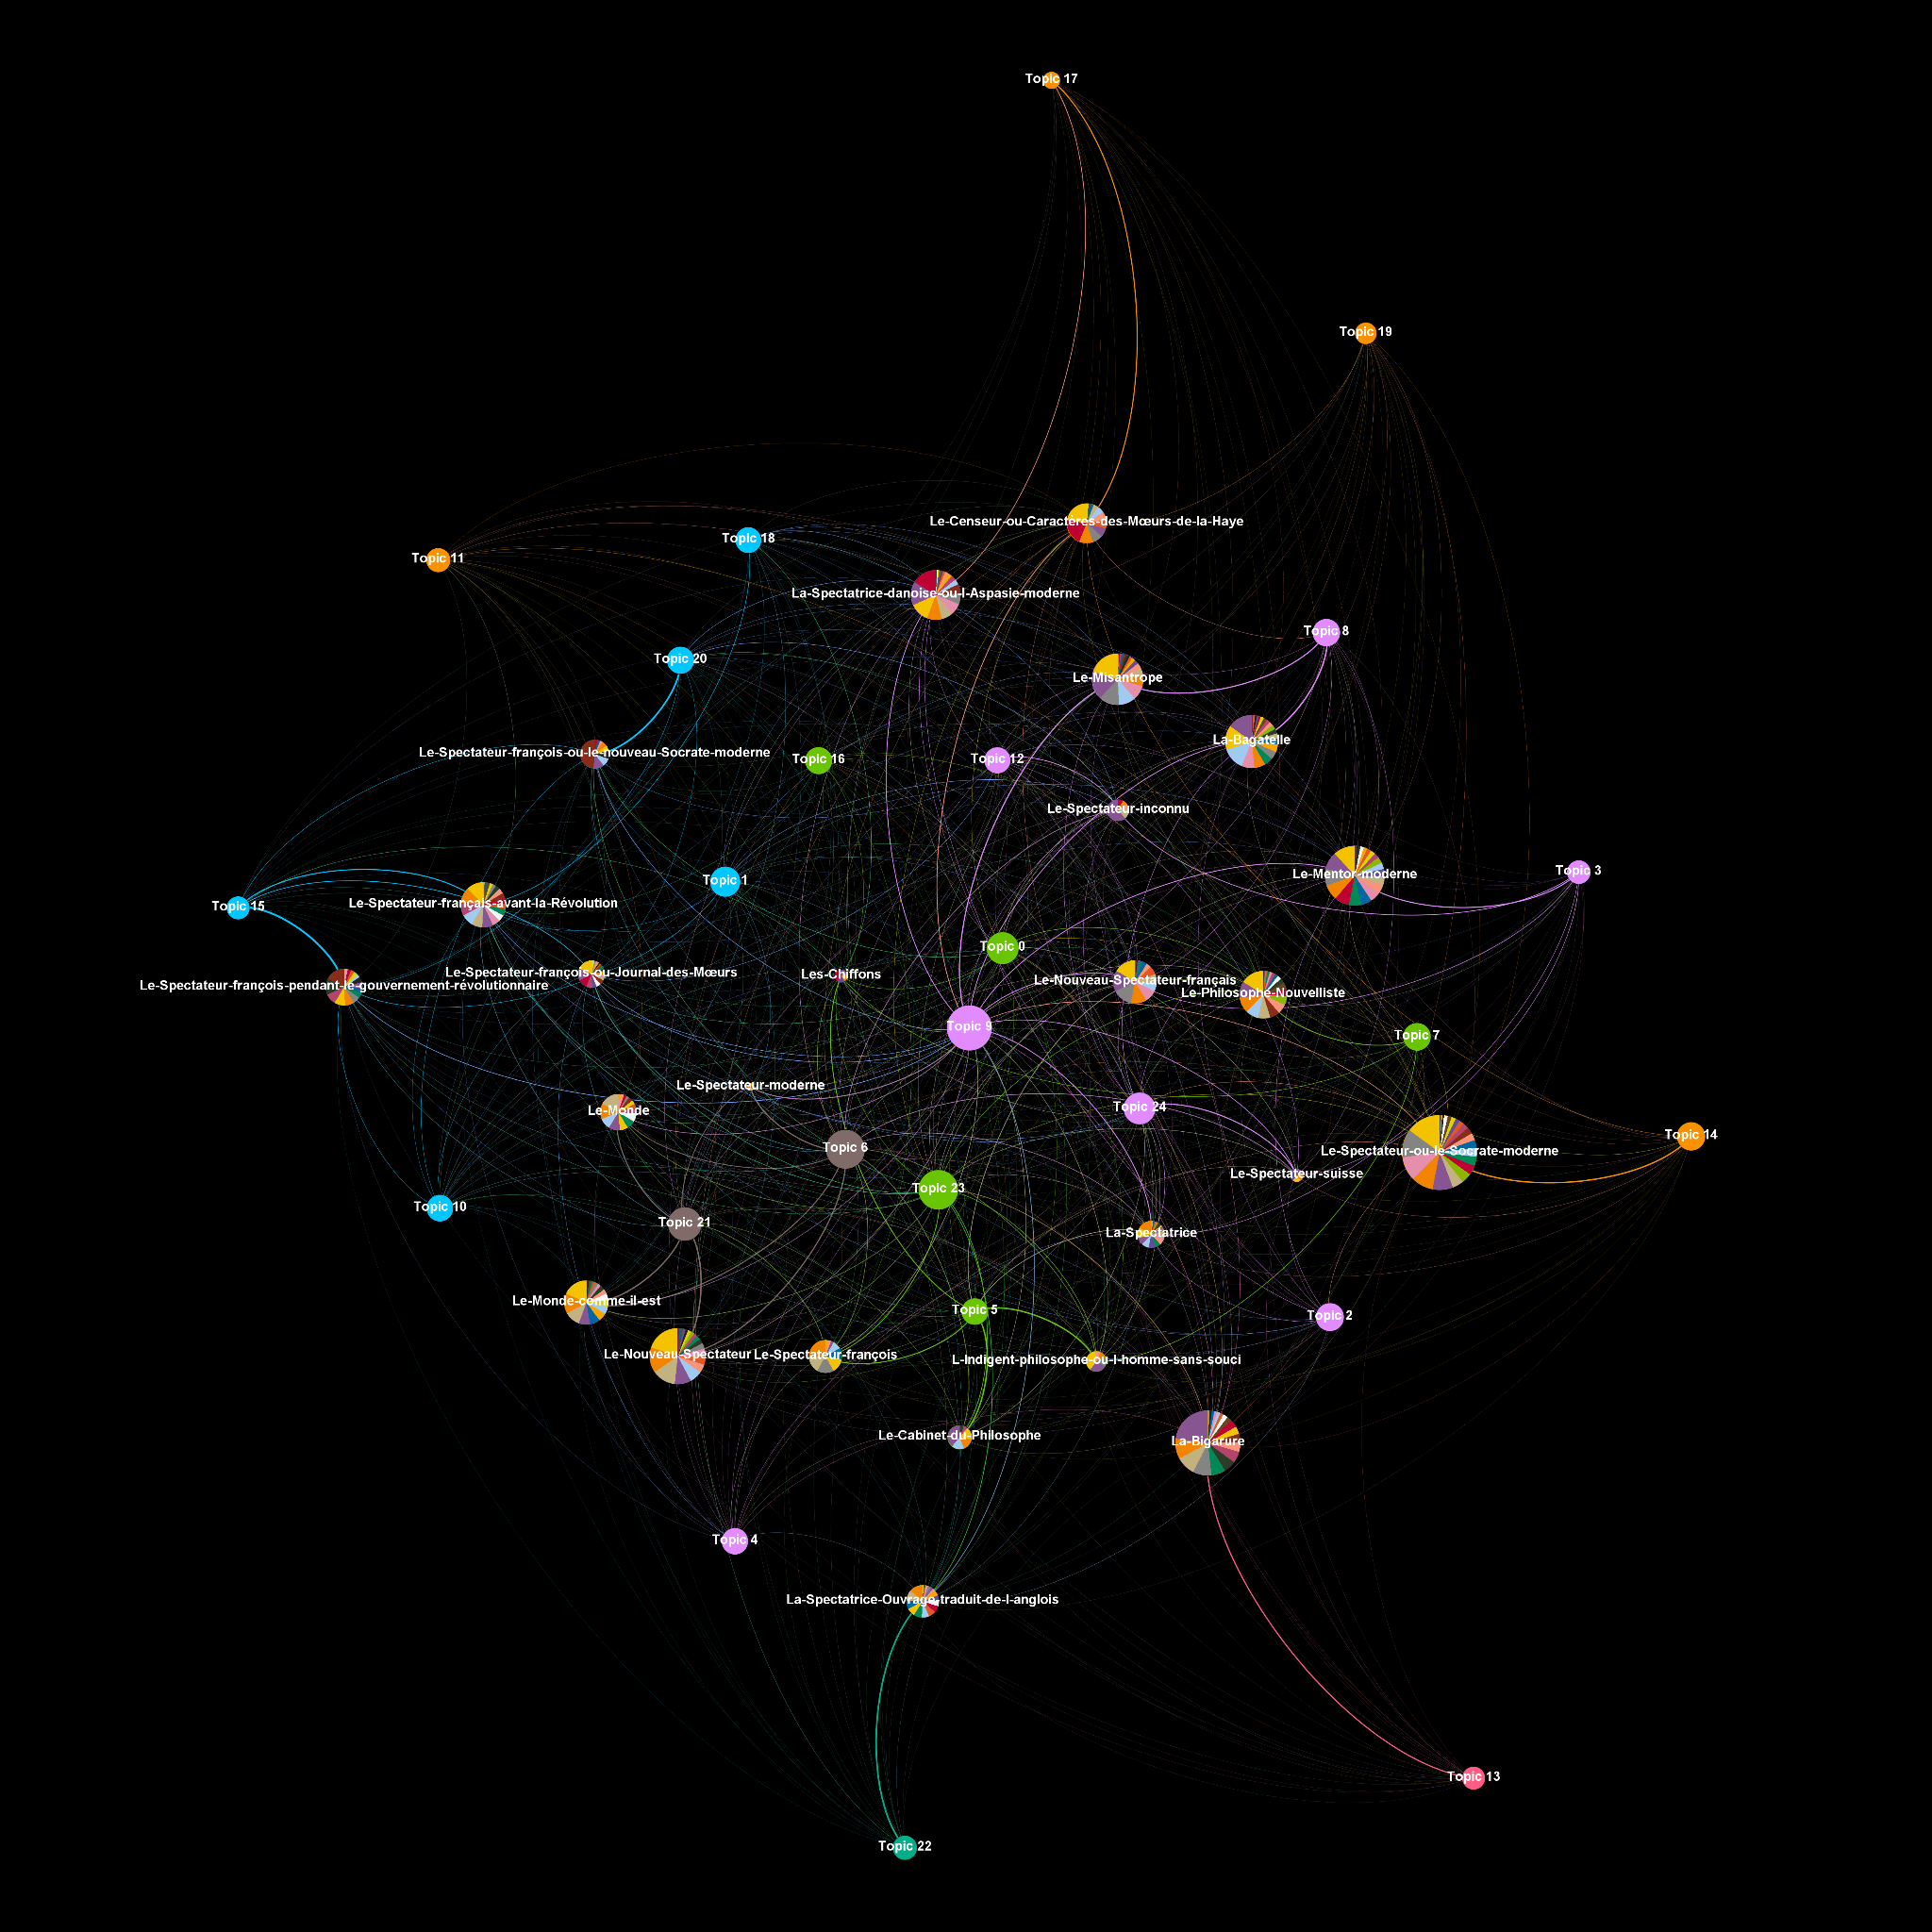 Topic 17
Topic 19
Le-Censeur-ou-Caractères-des-Mœurs-de-la-Haye
Topic 18
Topic 11
La-Spectatrice-danoise-ou-l-Aspasie-moderne
Topic 8
Topic 20
Le-Misantrope
La-Bagatelle
Le-Spectateur-françois-ou-le-nouveau-Socrate-moderne
Topic 16
Topic 12
Le-Spectateur-inconnu
Topic 3
Le-Mentor-moderne
Topic 1
Le-Spectateur-français-avant-la-Révolution
Topic 15
Topic 0
Le-Spectateur-françois-ou-Journal-des-Mœurs
Les-Chiffons
Le-Nouveau-Spectateur-français
Le-Spectateur-françois-pendant-le-gouvernement-révolutionnaire
Le-Philosophe-Nouvelliste
Topic 9
Topic 7
Le-Spectateur-moderne
Topic 24
Le-Monde
Topic 14
Topic 6
Le-Spectateur-ou-le-Socrate-moderne
Le-Spectateur-suisse
Topic 23
Topic 10
Topic 21
La-Spectatrice
Le-Monde-comme-il-est
Topic 5
Topic 2
Le-Nouveau-Spectateur
Le-Spectateur-françois
L-Indigent-philosophe-ou-l-homme-sans-souci
Le-Cabinet-du-Philosophe
La-Bigarure
Topic 4
La-Spectatrice-Ouvrage-traduit-de-l-anglois
Topic 13
Topic 22